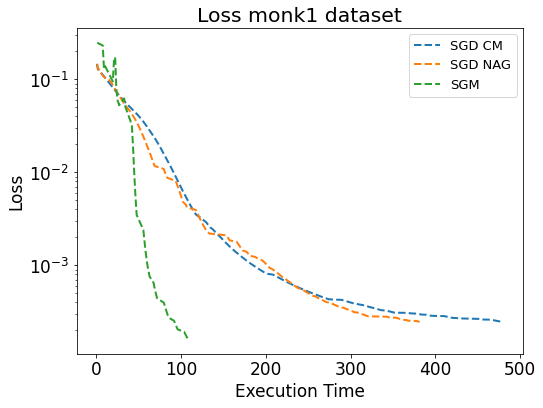 Loss monk1 dataset
SGD CM
SGD NAG
SGM
Loss
10⁻¹
10⁻²
10⁻³
0 100 200 300 400 500
Execution Time